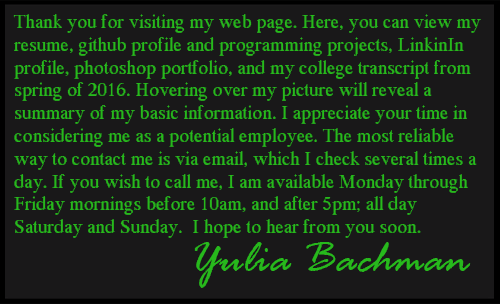 Thank you for visiting my web page. Here, you can view my
resume, github profile and programming projects, LinkinIn
profile, photoshop portfolio, and my college transcript from
spring of 2016. Hovering over my picture will reveal a
summary of my basic information. I appreciate your time in
considering me as a potential employee. The most reliable
way to contact me is via email, which I check several times a
day. If you wish to call me, I am available Monday through
Friday mornings before 10am, and after 5pm; all day
Saturday and Sunday.  I hope to hear from you soon.
Yulia Bachman